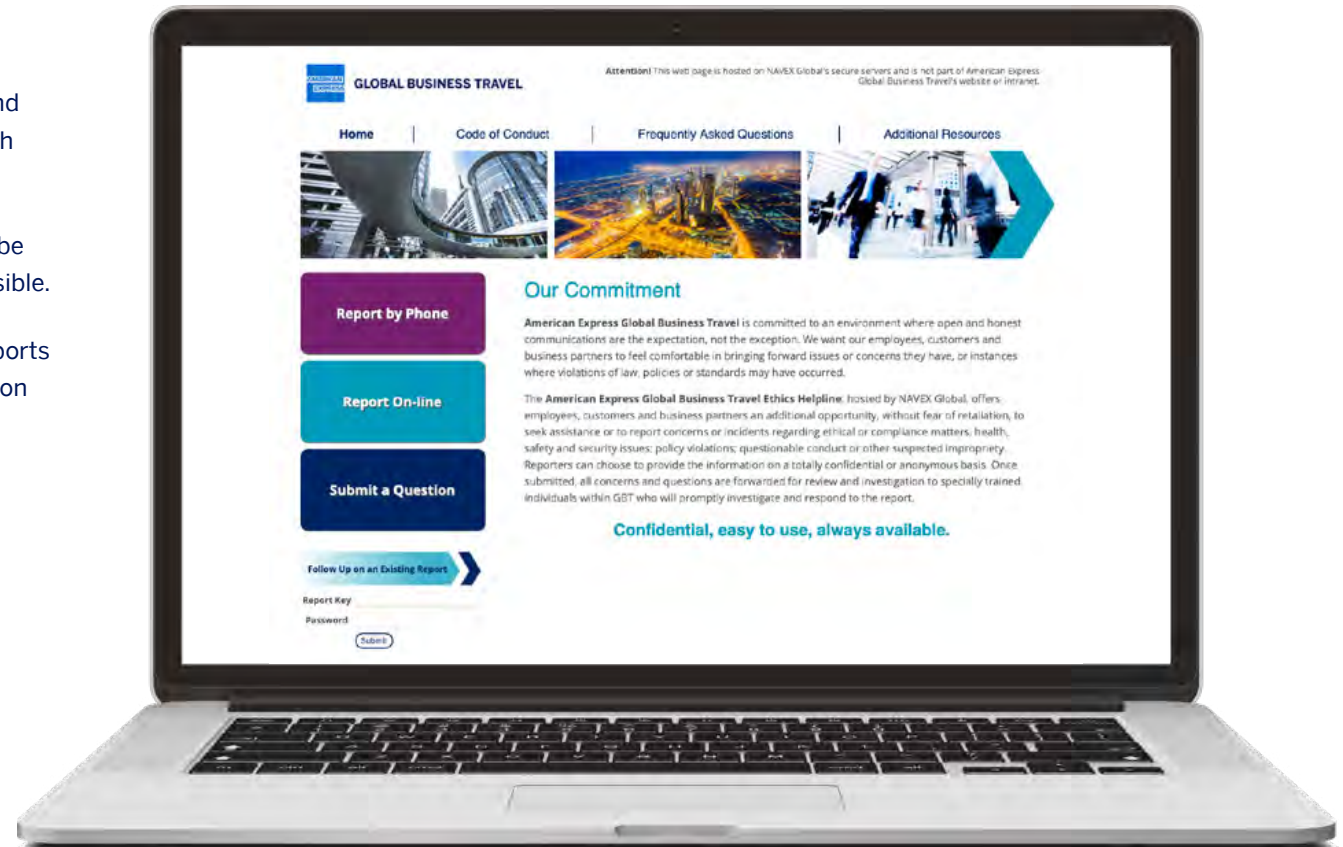 nd
th
be
sible.
ports
on
AMERICAN
EXPRESS
GLOBAL BUSINESS TRAVEL
Attention! This web page is hosted on NAVEX Global's secure servers and is not part of American Express
Global Business Travel's website or intranet.
Home | Code of Conduct | Frequently Asked Questions | Additional Resources
Report by Phone
Report On-line
Submit a Question
Follow Up on an Existing Report
Report Key
Password
Submit
Our Commitment
American Express Global Business Travel is committed to an environment where open and honest
communications are the expectation, not the exception. We want our employees, customers and
business partners to feel comfortable in bringing forward issues or concerns they have, or instances
where violations of law, policies or standards may have occurred.
The American Express Global Business Travel Ethics Helpline, hosted by NAVEX Global, offers
employees, customers and business partners an additional opportunity, without fear of retaliation, to
seek assistance or to report concerns or incidents regarding ethical or compliance matters, health,
safety and security issues; policy violations; questionable conduct or other suspected impropriety.
Reporters can choose to provide the information on a totally confidential or anonymous basis. Once
submitted, all concerns and questions are forwarded for review and investigation to specially trained
individuals within GBT who will promptly investigate and respond to the report.
Confidential, easy to use, always available.